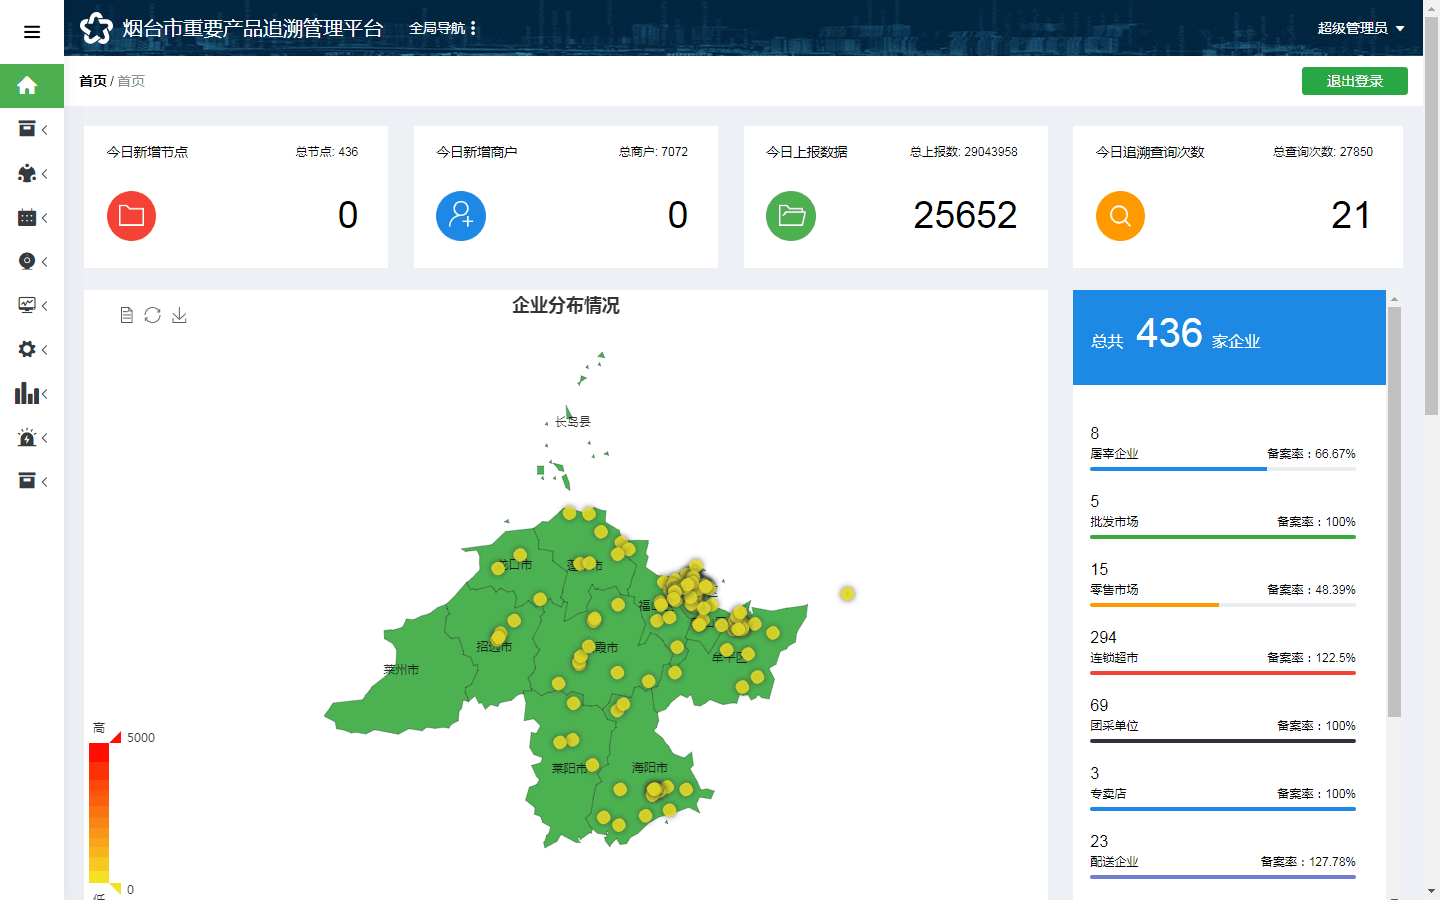 烟台市重要产品追溯管理平台 全局导航 超级管理员
首页 / 首页 退出登录
今日新增节点 总节点: 436
0
今日新增商户 总商户: 7072
0
今日上报数据 总上报数: 29043958
25652
今日追溯查询次数 总查询次数: 27850
21
企业分布情况
长岛县
龙口市
招远市
莱州市
霞市
福
牟平区
莱阳市
海阳市
高
5000
0
总共 436 家企业
8
屠宰企业 备案率：66.67%
5
批发市场 备案率：100%
15
零售市场 备案率：48.39%
294
连锁超市 备案率：122.5%
69
团采单位 备案率：100%
3
专卖店 备案率：100%
23
配送企业 备案率：127.78%